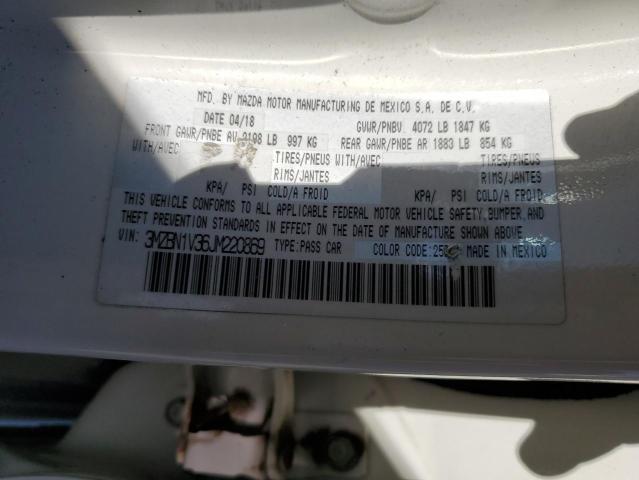 MFD. BY MAZDA MOTOR MANUFACTURING DE MEXICO S.A. DE C.V.
DATE 04/18 GVWR/PNBV 4072 LB 1847 KG
FRONT GAWR/PNBE AV 2198 LB 997 KG REAR GAWR/PNBE AR 1883 LB 854 KG
WITH/AVEC TIRES/PNEUS WITH/AVEC TIRES/PNEUS
RIMS/JANTES RIMS/JANTES
KPA/ PSI COLD/A FROID KPA/ PSI COLD/A FROID
THIS VEHICLE CONFORMS TO ALL APPLICABLE FEDERAL MOTOR VEHICLE SAFETY, BUMPER, AND
THEFT PREVENTION STANDARDS IN EFFECT ON THE DATE OF MANUFACTURE SHOWN ABOVE.
VIN: 3MZBN1V36JM220869 TYPE:PASS CAR COLOR CODE: MADE IN MEXICO